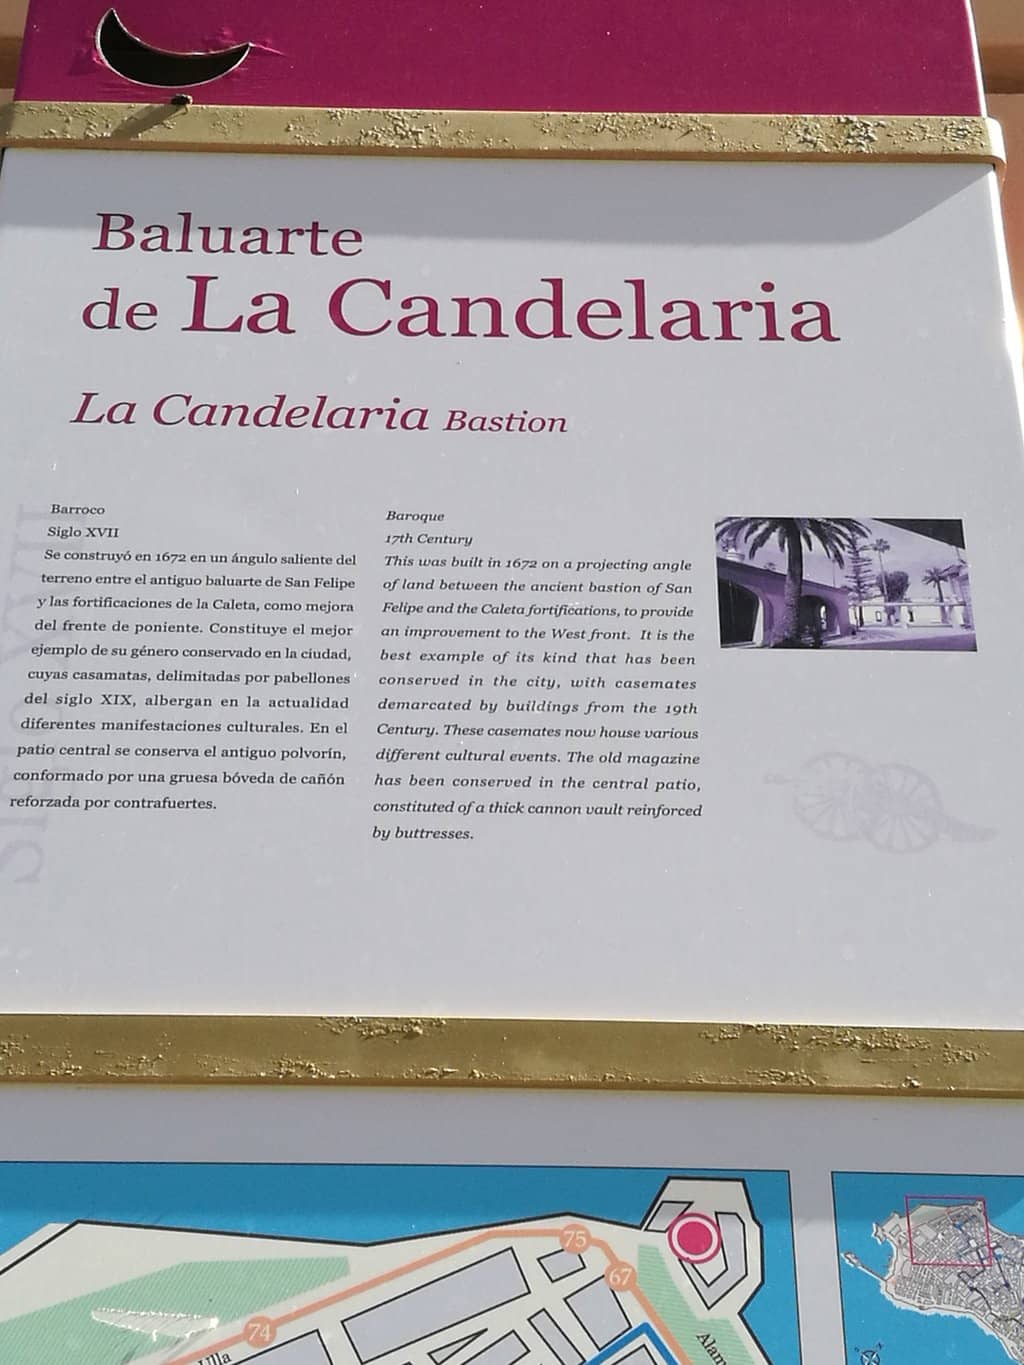 Baluarte
de La Candelaria
La Candelaria Bastion
Barroco
Siglo XVII
Se construyó en 1672 en un ángulo saliente del
terreno entre el antiguo baluarte de San Felipe
y las fortificaciones de la Caleta, como mejora
del frente de poniente. Constituye el mejor
ejemplo de su género conservado en la ciudad,
cuyas casamatas, delimitadas por pabellones
del siglo XIX, albergan en la actualidad
diferentes manifestaciones culturales. En el
patio central se conserva el antiguo polvorín,
conformado por una gruesa bóveda de cañón
reforzada por contrafuertes.
Baroque
17th Century
This was built in 1672 on a projecting angle
of land between the ancient bastion of San
Felipe and the Caleta fortifications, to provide
an improvement to the West front. It is the
best example of its kind that has been
conserved in the city, with casemates
demarcated by buildings from the 19th
Century. These casemates now house various
different cultural events. The old magazine
has been conserved in the central patio,
constituted of a thick cannon vault reinforced
by buttresses.
75
67
74